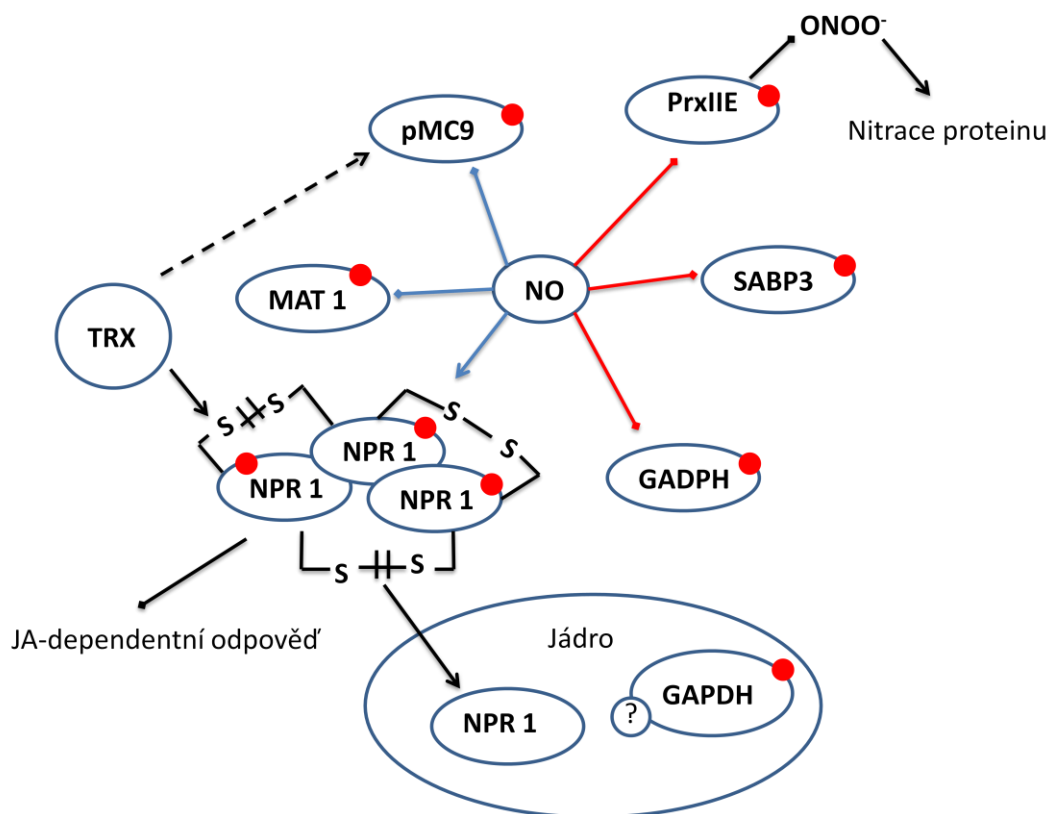 ONOO-
PrxIIE
pMC9
Nitrace proteinu
SABP3
NO
MAT 1
TRX
S
S
S
S
NPR 1
NPR 1
NPR 1
GADPH
S
S
JA-dependentní odpověď
Jádro
GAPDH
?
NPR 1